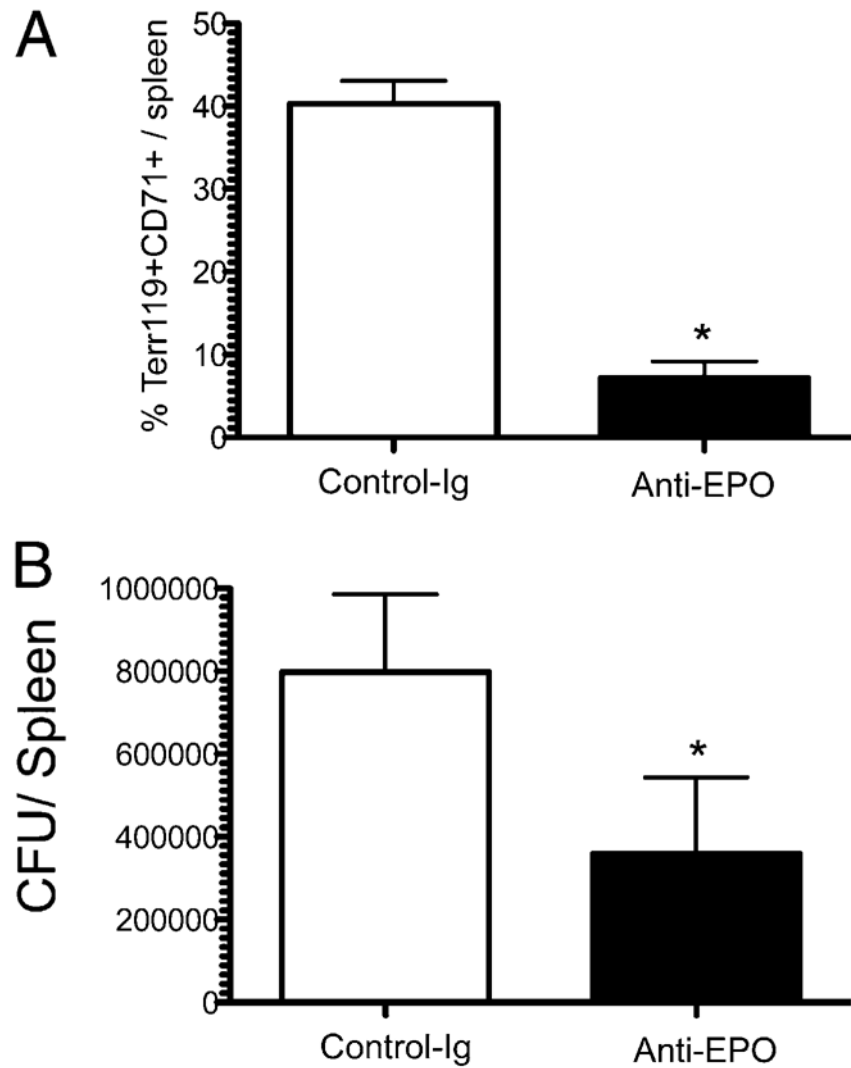 A
% Terr119+CD71+ / spleen
50
40
30
20
10
0
*
Control-Ig
Anti-EPO
B
CFU/ Spleen
1000000
800000
600000
400000
200000
0
*
Control-Ig
Anti-EPO